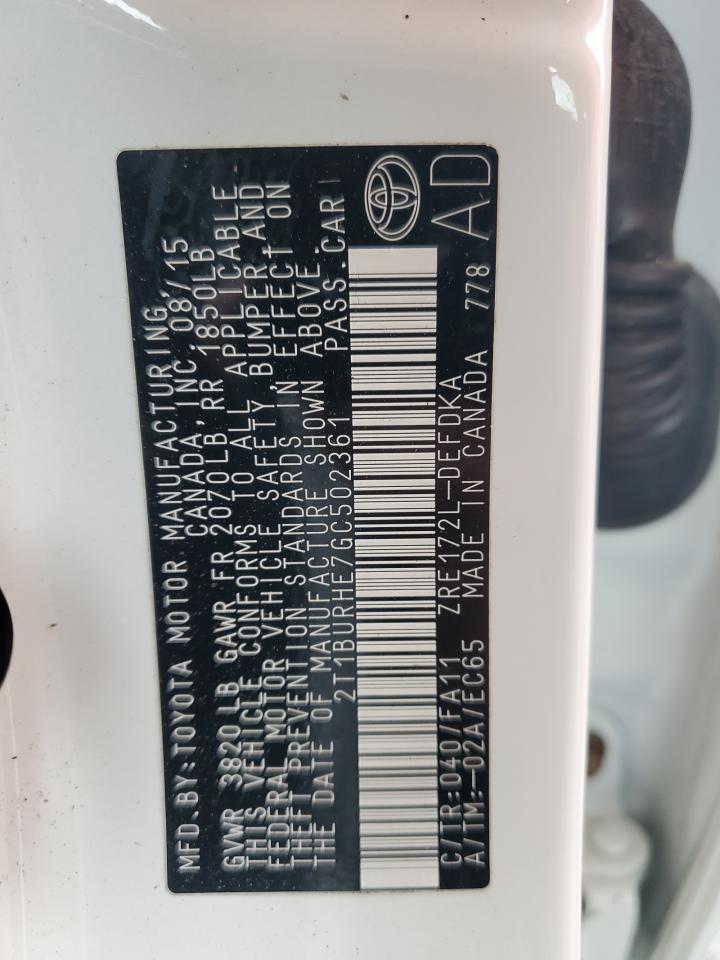 MFD.BY:TOYOTA MOTOR MANUFACTURING,
CANADA, INC. 08/15
GVWR 3820LB GAWR FR 2070LB RR 1850LB
THIS VEHICLE CONFORMS TO ALL APPLICABLE
FEDERAL MOTOR VEHICLE SAFETY, BUMPER, AND
THEFT PREVENTION STANDARDS IN EFFECT ON
THE DATE OF MANUFACTURE SHOWN ABOVE.
2T1BURHE7GC502361 PASS.CAR
C/TR:040/FA11 ZRE172L-DEFDKA
A/TM:-02A/EC65 MADE IN CANADA 778
AD